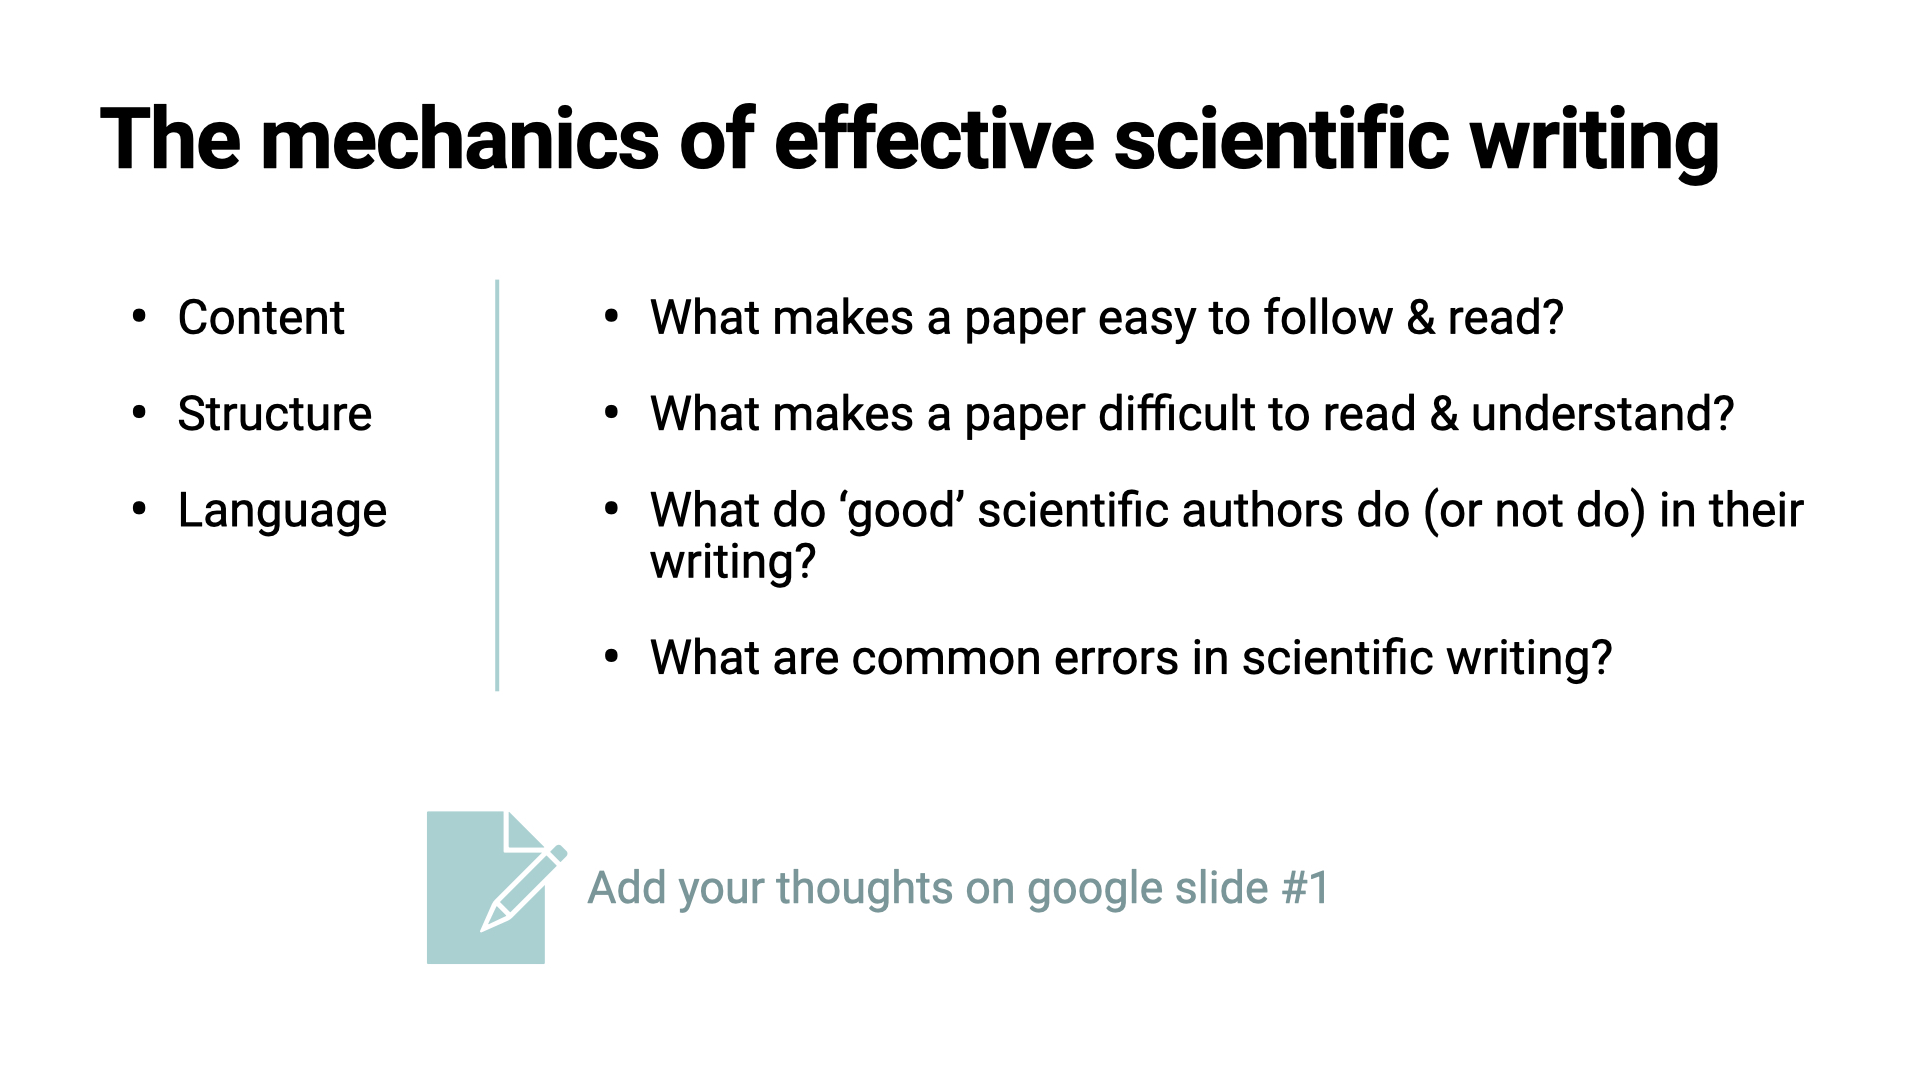 The mechanics of effective scientific writing
• Content
• Structure
• Language
• What makes a paper easy to follow & read?
• What makes a paper difficult to read & understand?
• What do ‘good’ scientific authors do (or not do) in their
writing?
• What are common errors in scientific writing?
Add your thoughts on google slide #1